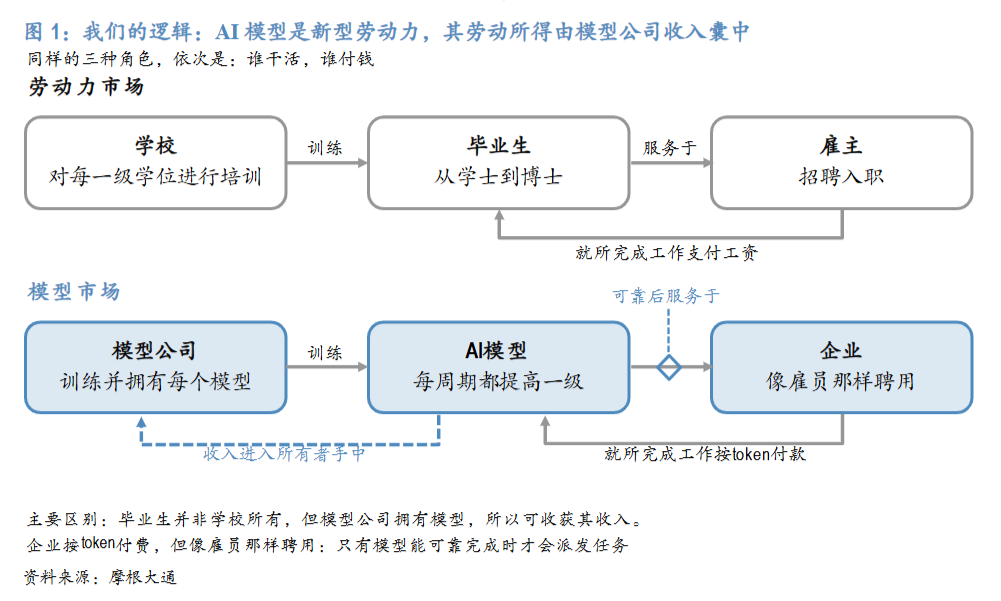 图 1：我们的逻辑：AI 模型是新型劳动力，其劳动所得由模型公司收入囊中
同样的三种角色，依次是：谁干活，谁付钱
劳动力市场
学校
对每一级学位进行培训
训练
毕业生
从学士到博士
服务于
雇主
招聘入职
就所完成工作支付工资
模型市场
可靠后服务于
模型公司
训练并拥有每个模型
训练
AI模型
每周期都提高一级
企业
像雇员那样聘用
收入进入所有者手中
就所完成工作按token付款
主要区别：毕业生并非学校所有，但模型公司拥有模型，所以可收获其收入。
企业按token付费，但像雇员那样聘用：只有模型能可靠完成时才会派发任务
资料来源：摩根大通